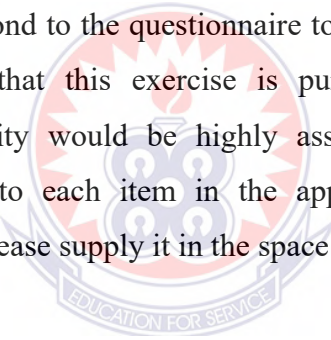 ond to the questionnaire to
that this exercise is pu
ity would be highly ass
to each item in the app
ease supply it in the space
EDUCATION FOR SERVICE